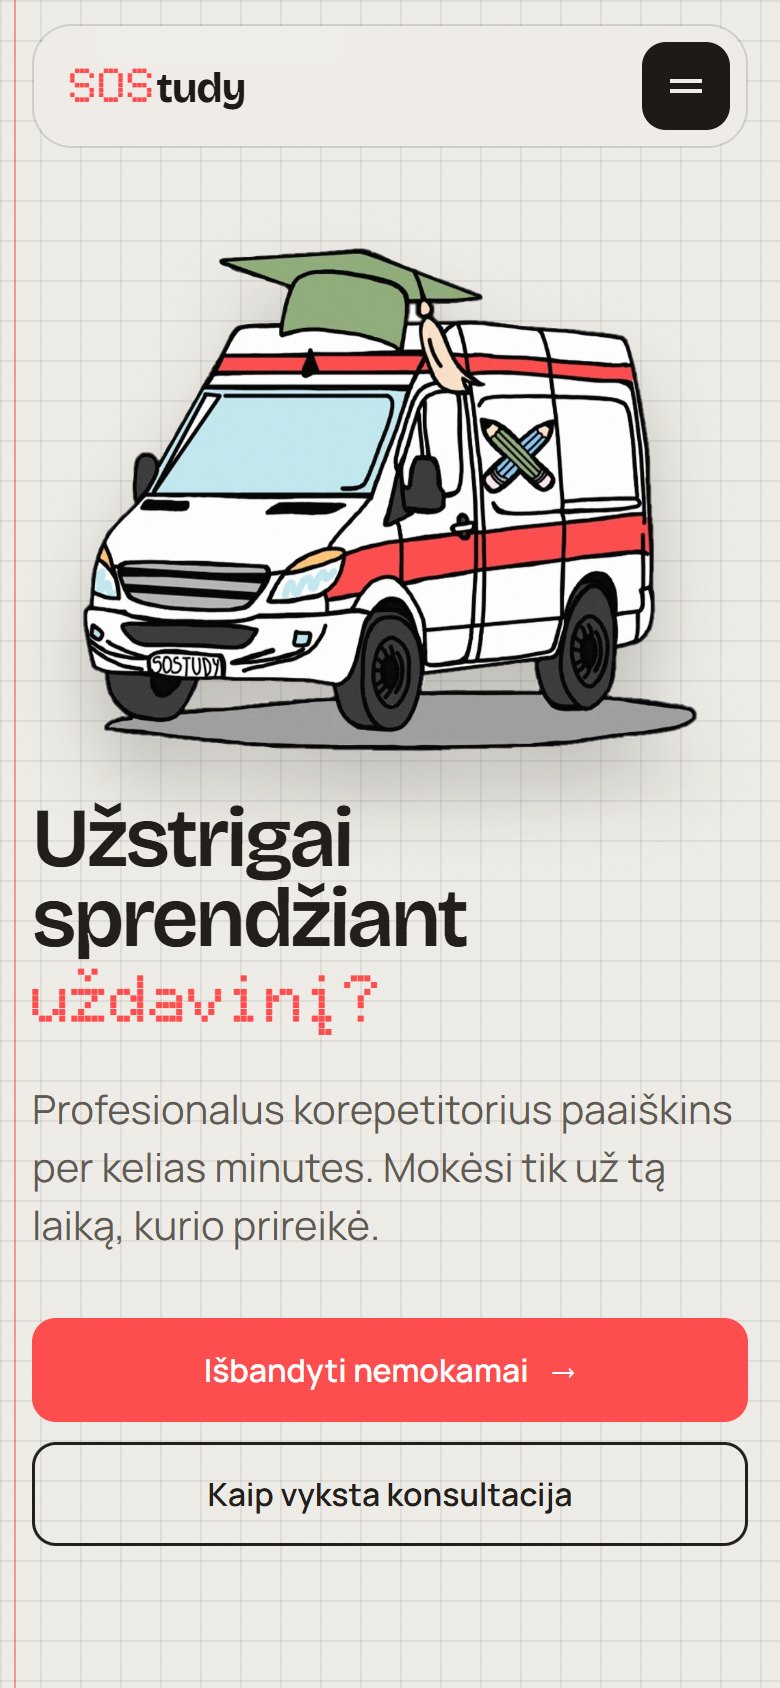 SOStudy
SOSTUDY
Užstrigai
sprendžiant
uždavinį?
Profesionalus korepetitorius paaiškins
per kelias minutes. Mokėsi tik už tą
laiką, kurio prireikė.
Išbandyti nemokamai →
Kaip vyksta konsultacija